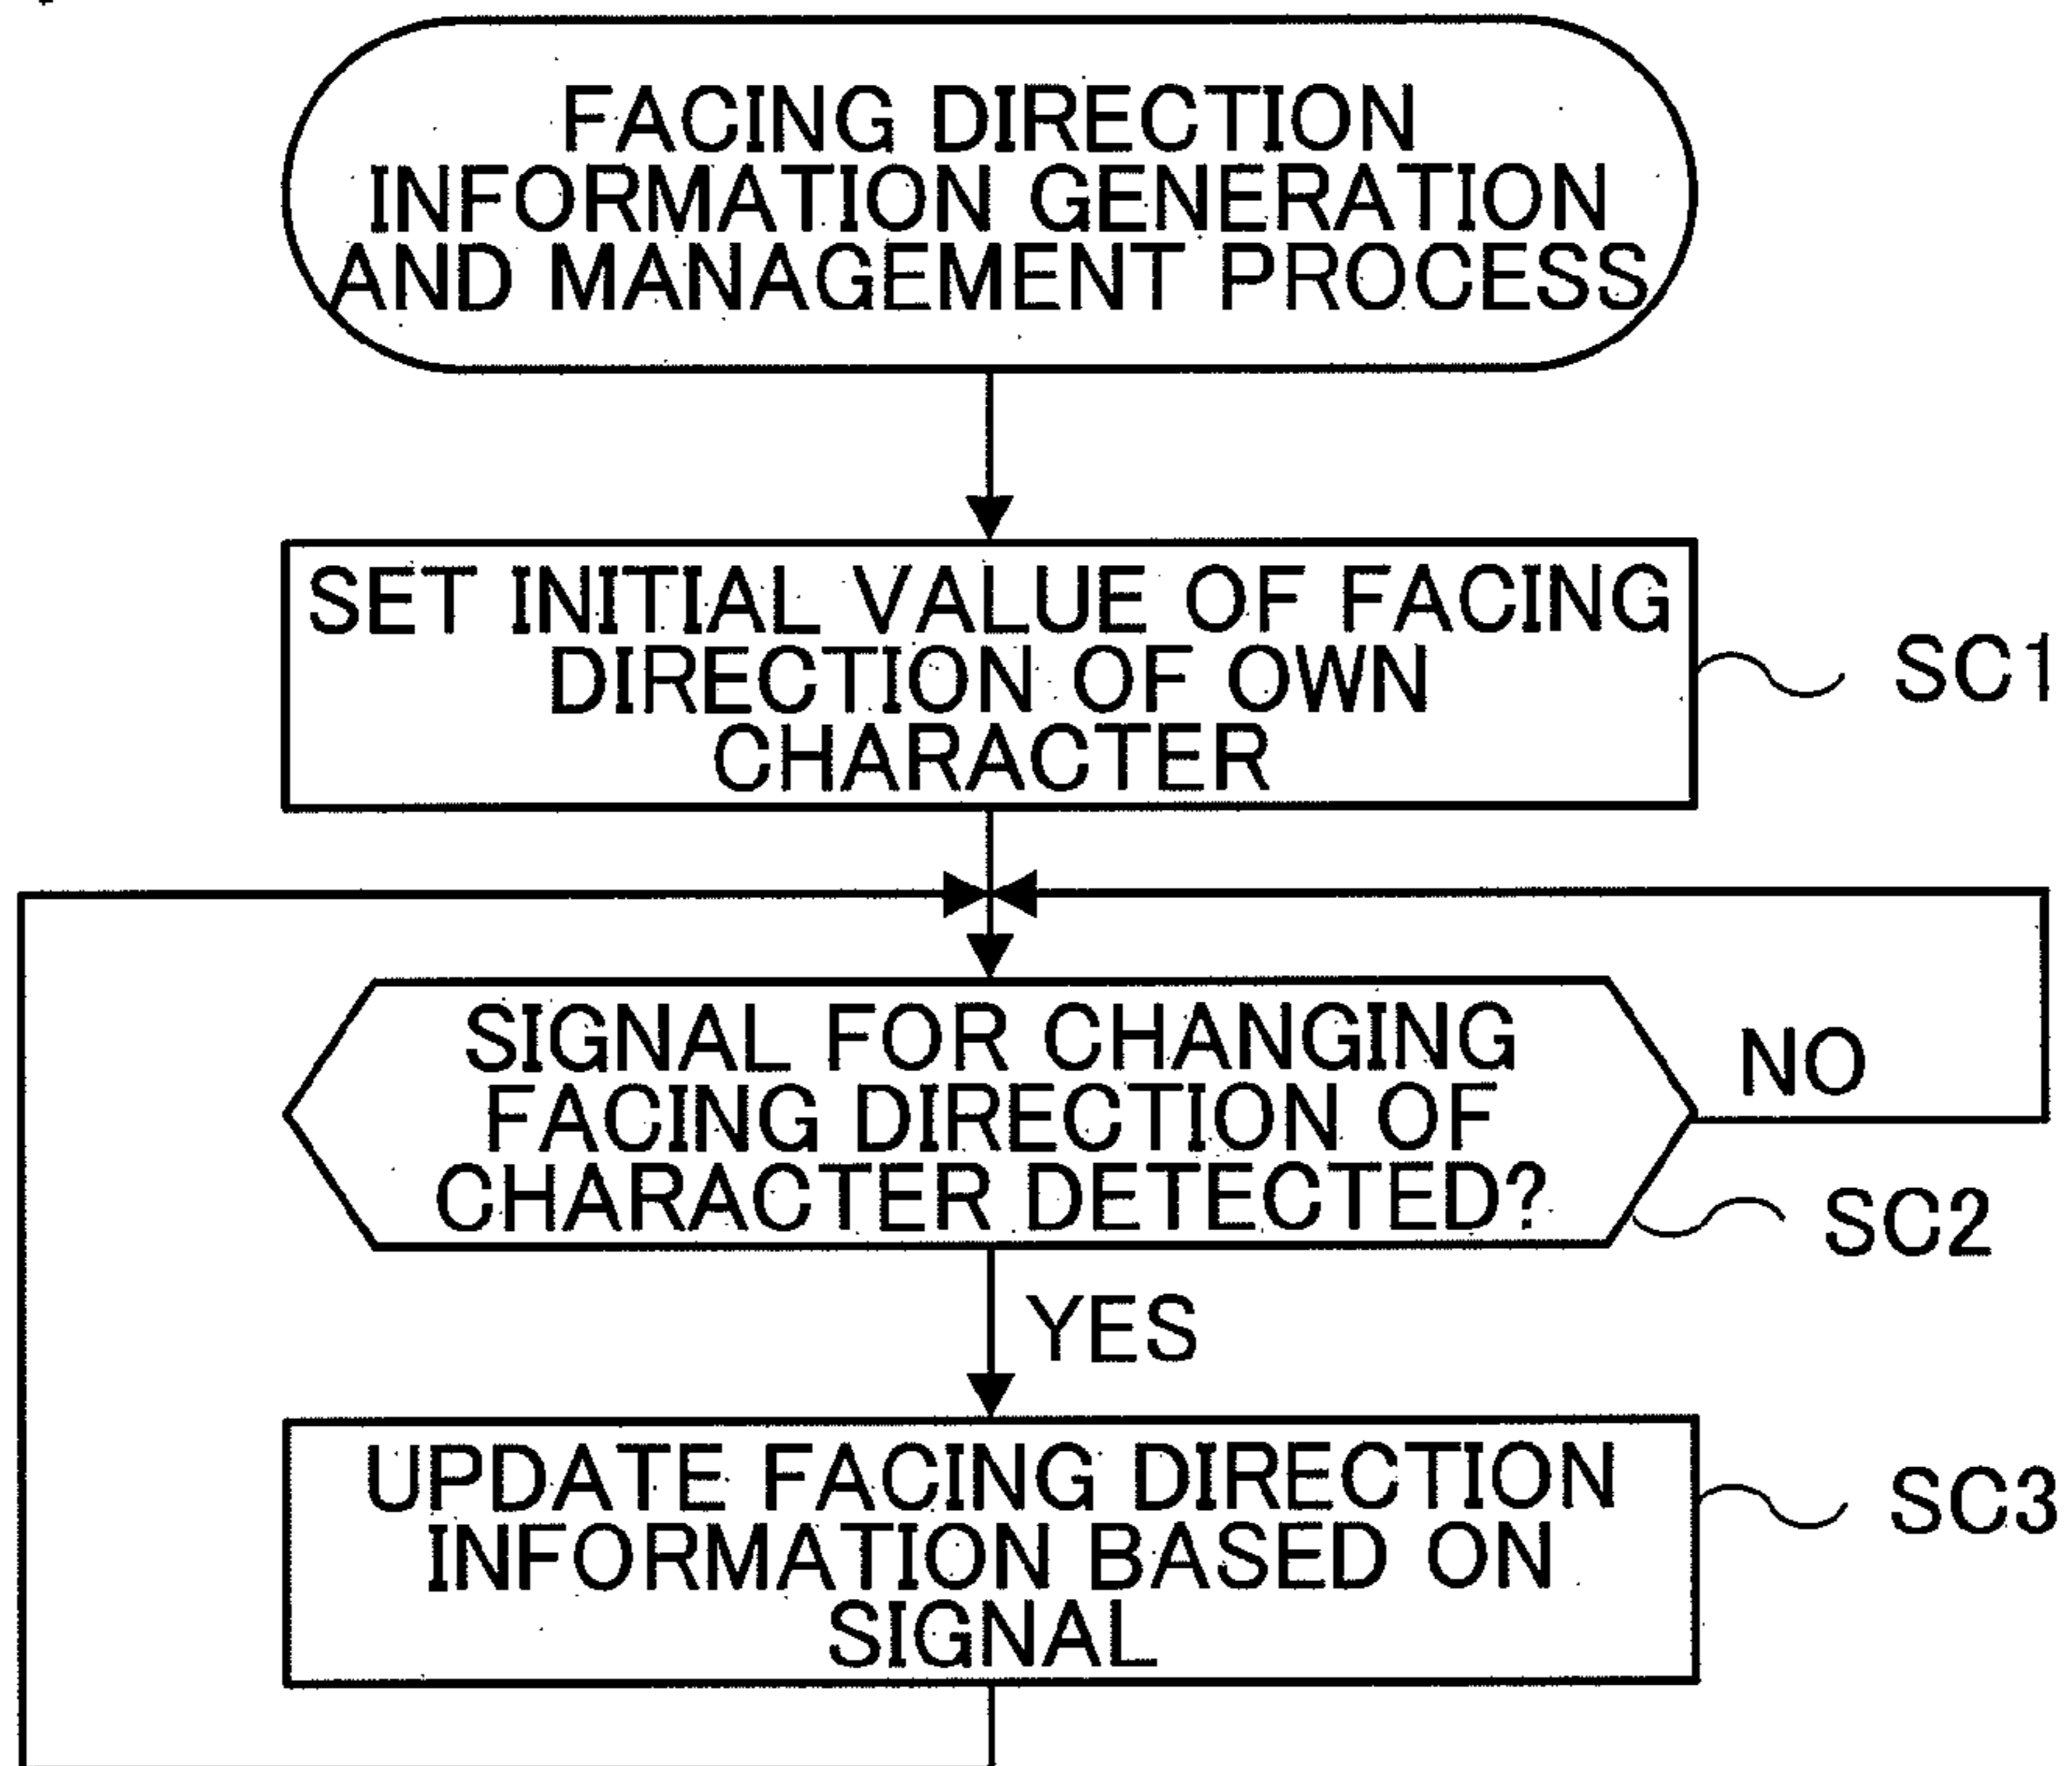 FACING DIRECTION
INFORMATION GENERATION
AND MANAGEMENT PROCESS
SET INITIAL VALUE OF FACING
DIRECTION OF OWN
CHARACTER
SC1
SIGNAL FOR CHANGING
FACING DIRECTION OF
CHARACTER DETECTED?
NO
SC2
YES
UPDATE FACING DIRECTION
INFORMATION BASED ON
SIGNAL
SC3